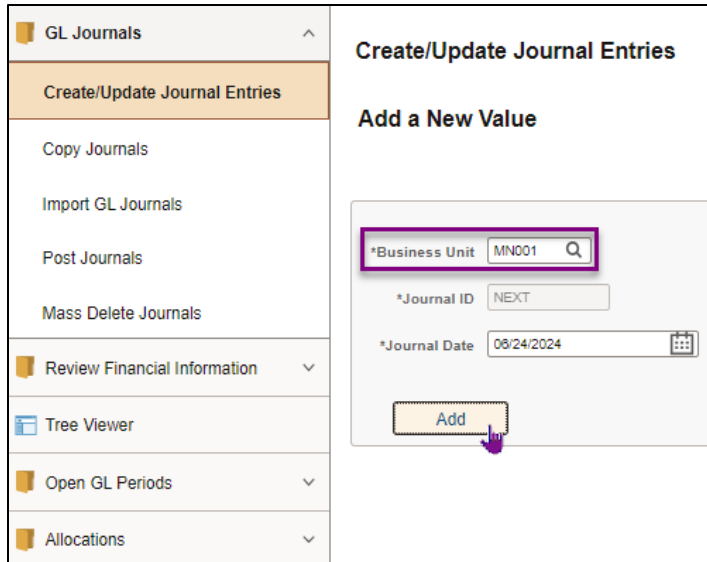 GL Journals
Create/Update Journal Entries
Copy Journals
Import GL Journals
Post Journals
Mass Delete Journals
Review Financial Information
Tree Viewer
Open GL Periods
Allocations
Create/Update Journal Entries
Add a New Value
*Business Unit MN001
*Journal ID NEXT
*Journal Date 06/24/2024
Add